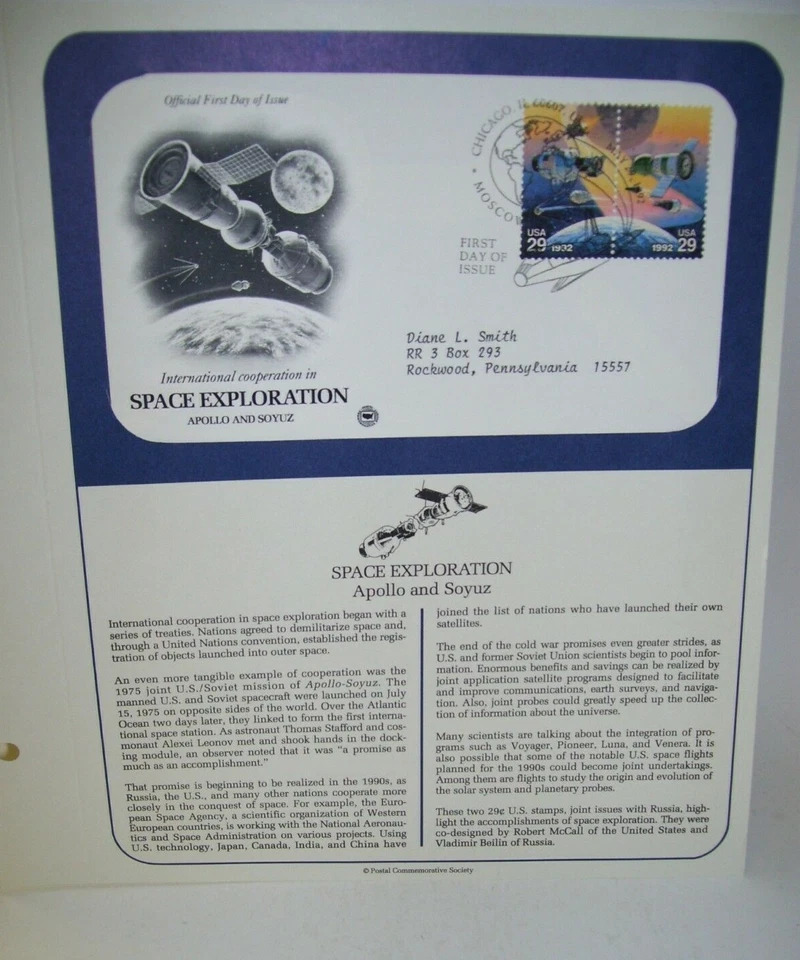 Official First Day of Issue
CHICAGO, IL 60607
MAY
MOSCOW
USA
29 1992
USA
1992 29
FIRST
DAY OF
ISSUE
Diane L. Smith
RR 3 Box 293
Rockwood, Pennsylvania 15557
International cooperation in
SPACE EXPLORATION
APOLLO AND SOYUZ
SPACE EXPLORATION
Apollo and Soyuz
International cooperation in space exploration began with a
series of treaties. Nations agreed to demilitarize space and,
through a United Nations convention, established the regis-
tration of objects launched into outer space.
An even more tangible example of cooperation was the
1975 joint U.S./Soviet mission of Apollo-Soyuz. The
manned U.S. and Soviet spacecraft were launched on July
15, 1975 on opposite sides of the world. Over the Atlantic
Ocean two days later, they linked to form the first interna-
tional space station. As astronaut Thomas Stafford and cos-
monaut Alexei Leonov met and shook hands in the dock-
ing module, an observer noted that it was "a promise as
much as an accomplishment."
That promise is beginning to be realized in the 1990s, as
Russia, the U.S., and many other nations cooperate more
closely in the conquest of space. For example, the Euro-
pean Space Agency, a scientific organization of Western
European countries, is working with the National Aeronau-
tics and Space Administration on various projects. Using
U.S. technology, Japan, Canada, India, and China have
joined the list of nations who have launched their own
satellites.
The end of the cold war promises even greater strides, as
U.S. and former Soviet Union scientists begin to pool infor-
mation. Enormous benefits and savings can be realized by
joint application satellite programs designed to facilitate
and improve communications, earth surveys, and naviga-
tion. Also, joint probes could greatly speed up the collec-
tion of information about the universe.
Many scientists are talking about the integration of pro-
grams such as Voyager, Pioneer, Luna, and Venera. It is
also possible that some of the notable U.S. space flights
planned for the 1990s could become joint undertakings.
Among them are flights to study the origin and evolution of
the solar system and planetary probes.
These two 29¢ U.S. stamps, joint issues with Russia, high-
light the accomplishments of space exploration. They were
co-designed by Robert McCall of the United States and
Vladimir Beilin of Russia.
© Postal Commemorative Society